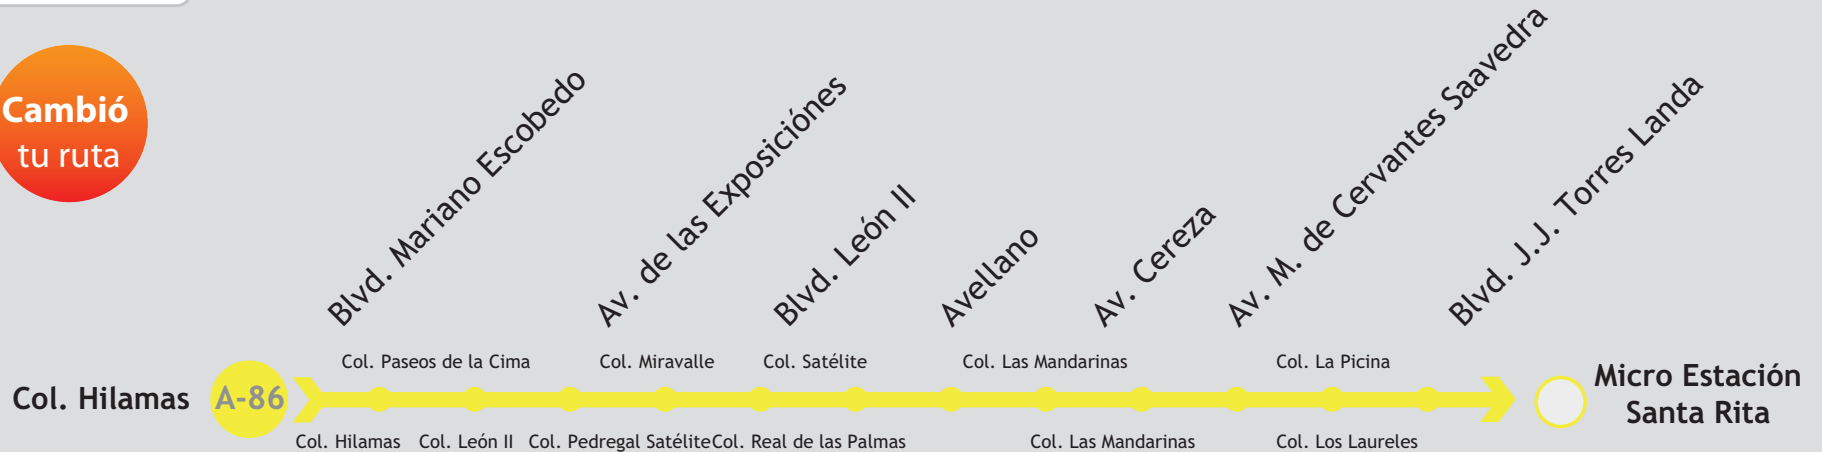 Cambió
tu ruta
Blvd. Mariano Escobedo
Av. de las Exposiciónes
Blvd. León II
Avellano
Av. Cereza
Av. M. de Cervantes Saavedra
Blvd. J.J. Torres Landa
Col. Paseos de la Cima
Col. Miravalle
Col. Satélite
Col. Las Mandarinas
Col. La Picina
Col. Hilamas
A-86
Micro Estación
Santa Rita
Col. Hilamas
Col. León II
Col. Pedregal Satélite
Col. Real de las Palmas
Col. Las Mandarinas
Col. Los Laureles